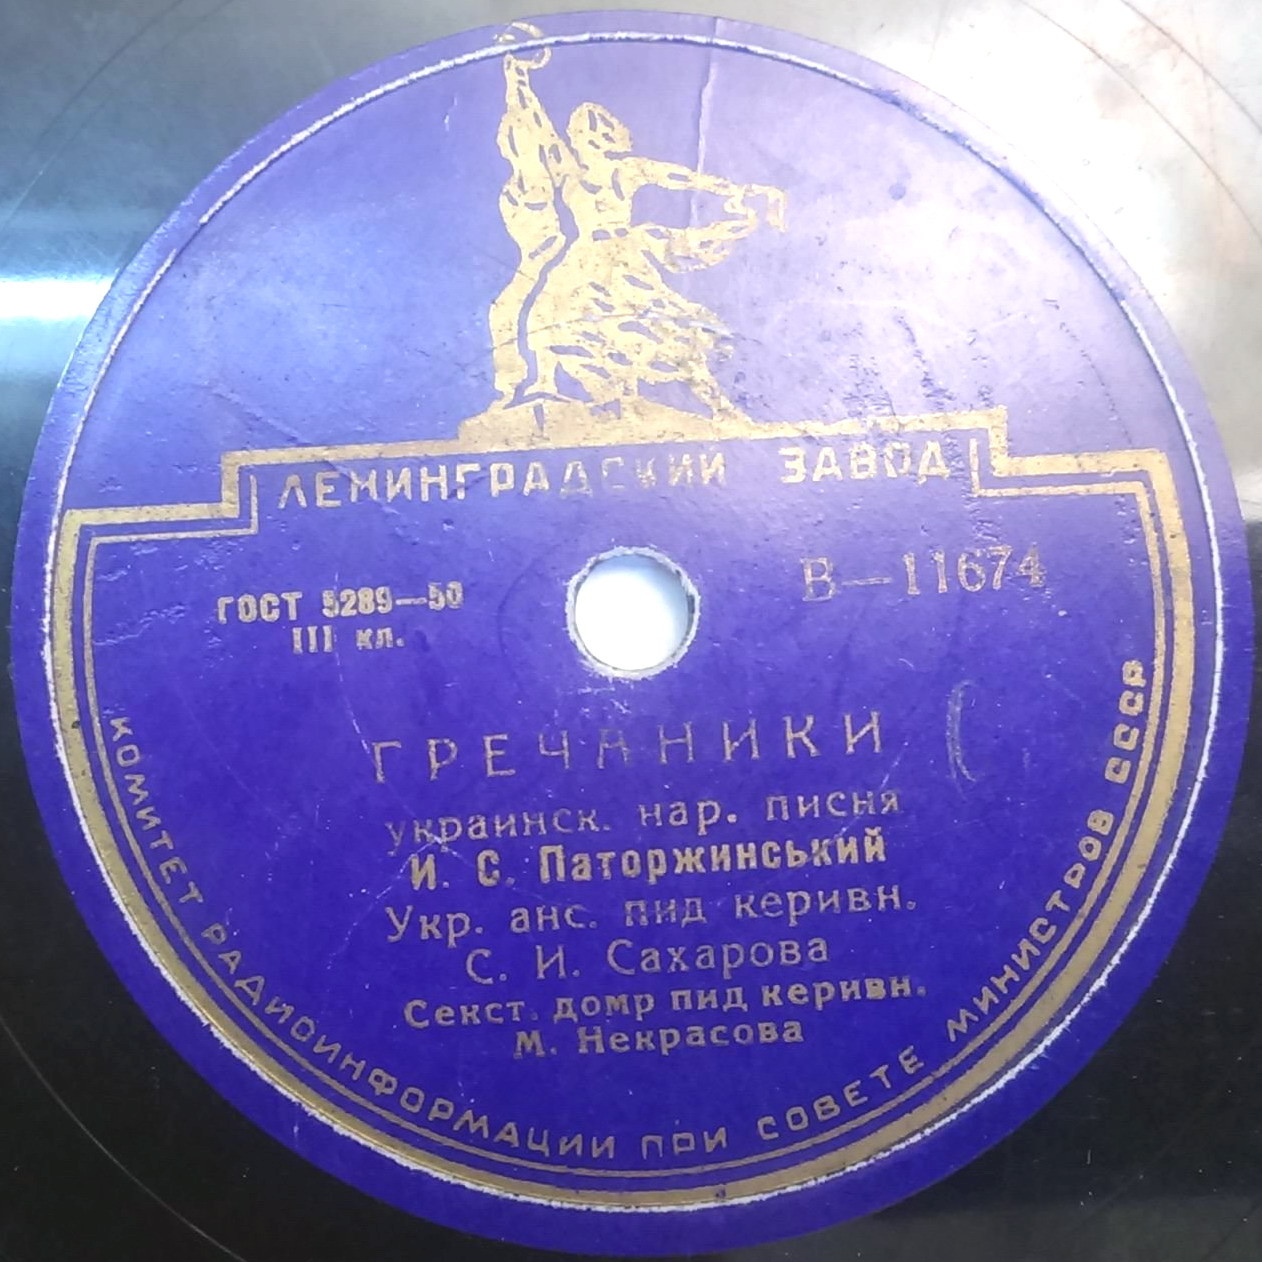 ЛЕНИНГРАДСКИЙ ЗАВОД
ГОСТ 5289—50
III кл.
В—11674
ГРЕЧАНИКИ
украинск. нар. писня
И. С. Паторжинський
Укр. анс. пид керивн.
С. И. Сахарова
Секст. домр пид керивн.
М. Некрасова
КОМИТЕТ РАДИОИНФОРМАЦИИ ПРИ СОВЕТЕ МИНИСТРОВ СССР